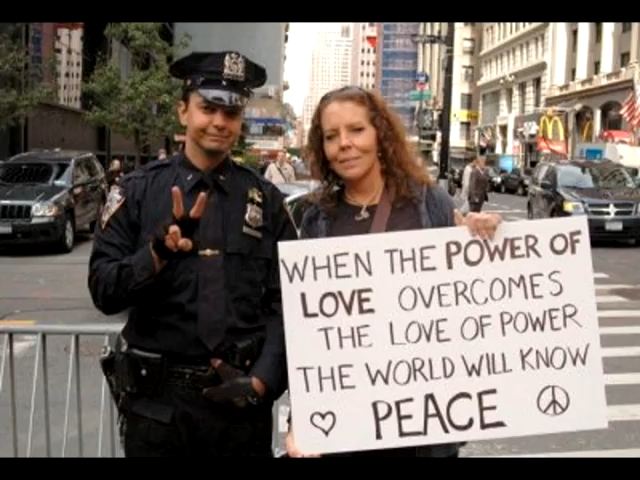 WHEN THE POWER OF
LOVE OVERCOMES
THE LOVE OF POWER
THE WORLD WILL KNOW
PEACE